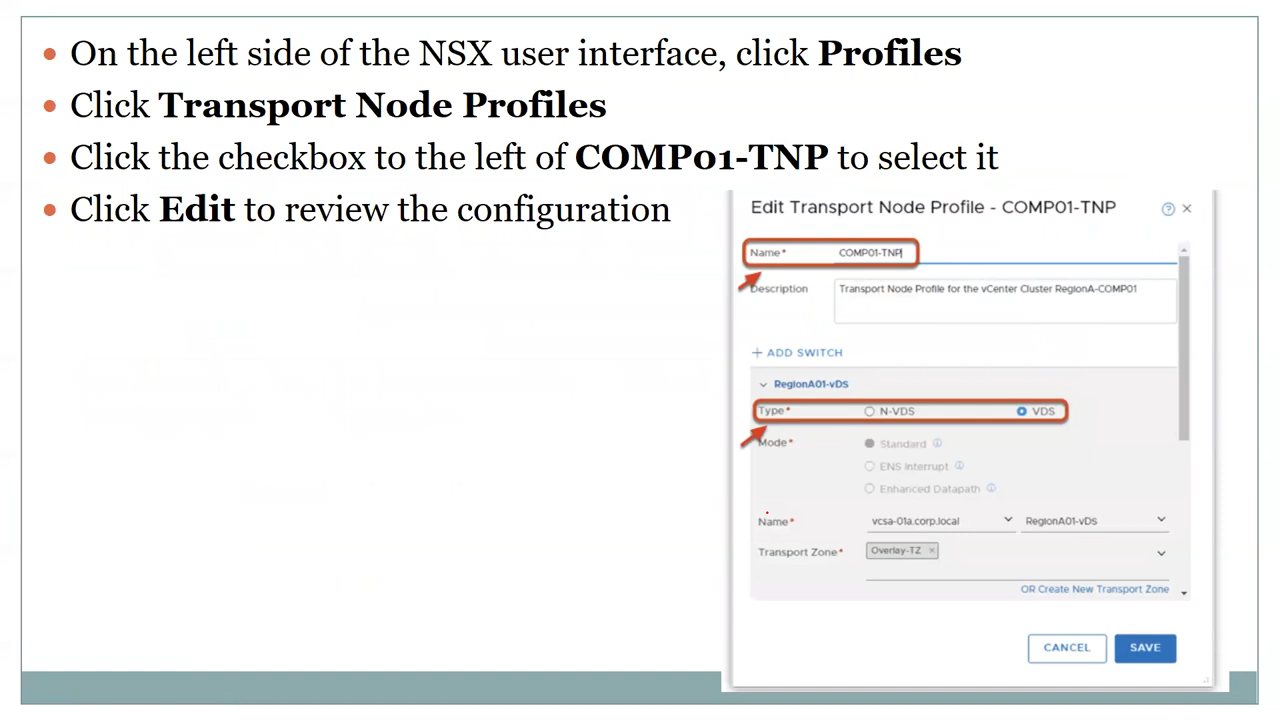 On the left side of the NSX user interface, click Profiles
Click Transport Node Profiles
Click the checkbox to the left of COMP01-TNP to select it
Click Edit to review the configuration
Edit Transport Node Profile - COMP01-TNP
Name* COMP01-TNP
Description Transport Node Profile for the vCenter Cluster RegionA-COMP01
+ ADD SWITCH
RegionA01-vDS
Type* N-VDS VDS
Mode* Standard
ENS Interrupt
Enhanced Datapath
Name* vcsa-01a.corp.local RegionA01-vDS
Transport Zone* Overlay-TZ ×
OR Create New Transport Zone
CANCEL SAVE